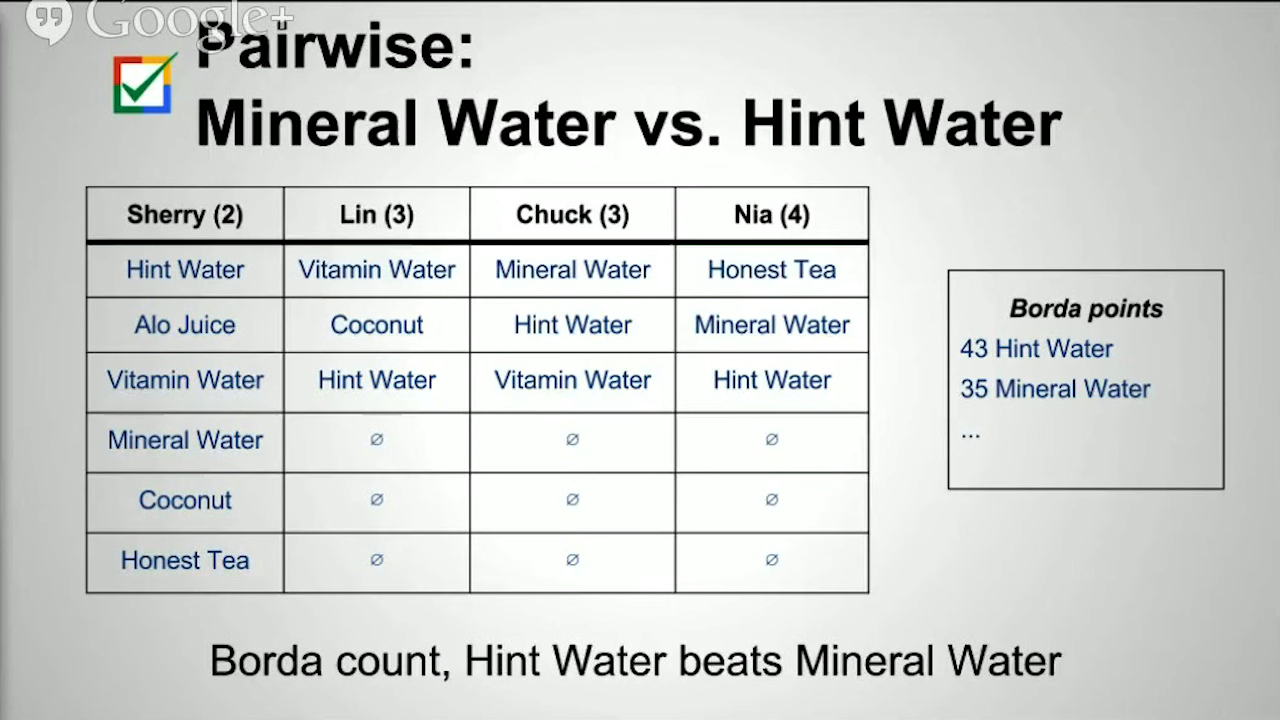 Google+
Pairwise:
Mineral Water vs. Hint Water
Sherry (2) Lin (3) Chuck (3) Nia (4)
Hint Water Vitamin Water Mineral Water Honest Tea
Alo Juice Coconut Hint Water Mineral Water
Vitamin Water Hint Water Vitamin Water Hint Water
Mineral Water ∅ ∅ ∅
Coconut ∅ ∅ ∅
Honest Tea ∅ ∅ ∅
Borda points
43 Hint Water
35 Mineral Water
...
Borda count, Hint Water beats Mineral Water